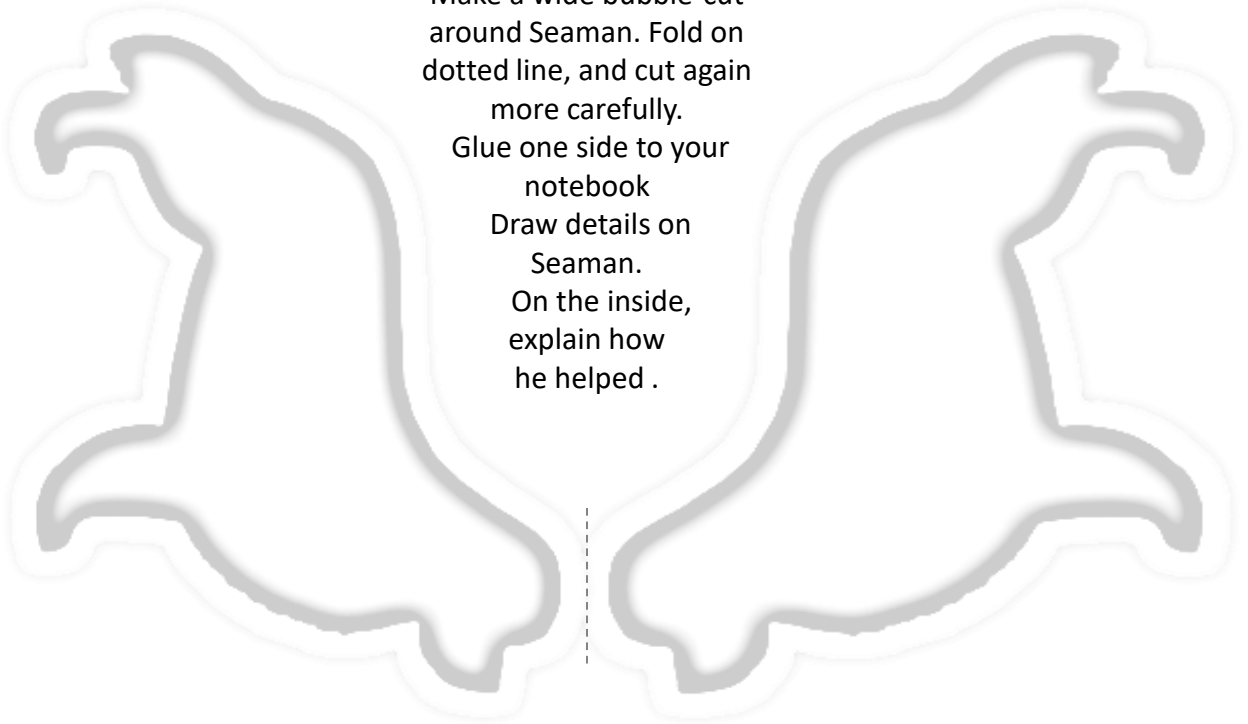 Make a wide bubble-cut
around Seaman. Fold on
dotted line, and cut again
more carefully.
Glue one side to your
notebook
Draw details on
Seaman.
On the inside,
explain how
he helped .